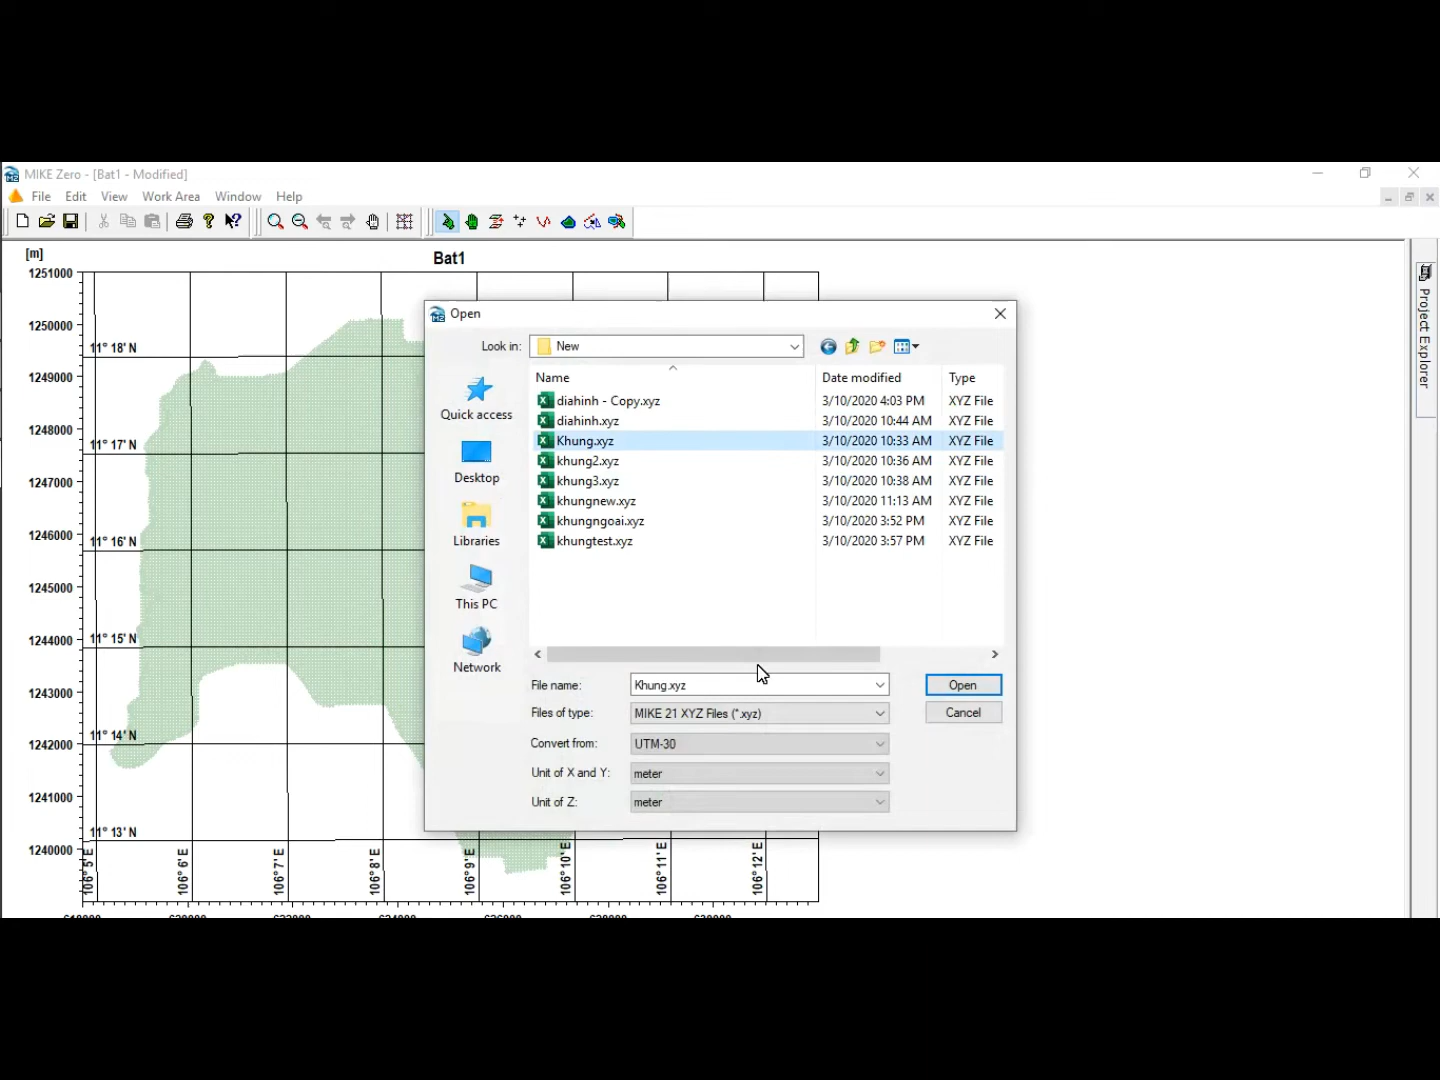 MIKE Zero - [Bat1 - Modified]
File Edit View Work Area Window Help
[m]
Bat1
1251000
1250000
1249000
1248000
1247000
1246000
1245000
1244000
1243000
1242000
1241000
1240000
11° 18' N
11° 17' N
11° 16' N
11° 15' N
11° 14' N
11° 13' N
106° 5' E
106° 6' E
106° 7' E
106° 8' E
106° 9' E
106° 10' E
106° 11' E
106° 12' E
Project Explorer
Open
Look in: New
Quick access
Desktop
Libraries
This PC
Network
Name Date modified Type
diahinh - Copy.xyz 3/10/2020 4:03 PM XYZ File
diahinh.xyz 3/10/2020 10:44 AM XYZ File
Khung.xyz 3/10/2020 10:33 AM XYZ File
khung2.xyz 3/10/2020 10:36 AM XYZ File
khung3.xyz 3/10/2020 10:38 AM XYZ File
khungnew.xyz 3/10/2020 11:13 AM XYZ File
khungngoai.xyz 3/10/2020 3:52 PM XYZ File
khungtest.xyz 3/10/2020 3:57 PM XYZ File
File name: Khung.xyz Open
Files of type: MIKE 21 XYZ Files (*.xyz) Cancel
Convert from: UTM-30
Unit of X and Y: meter
Unit of Z: meter